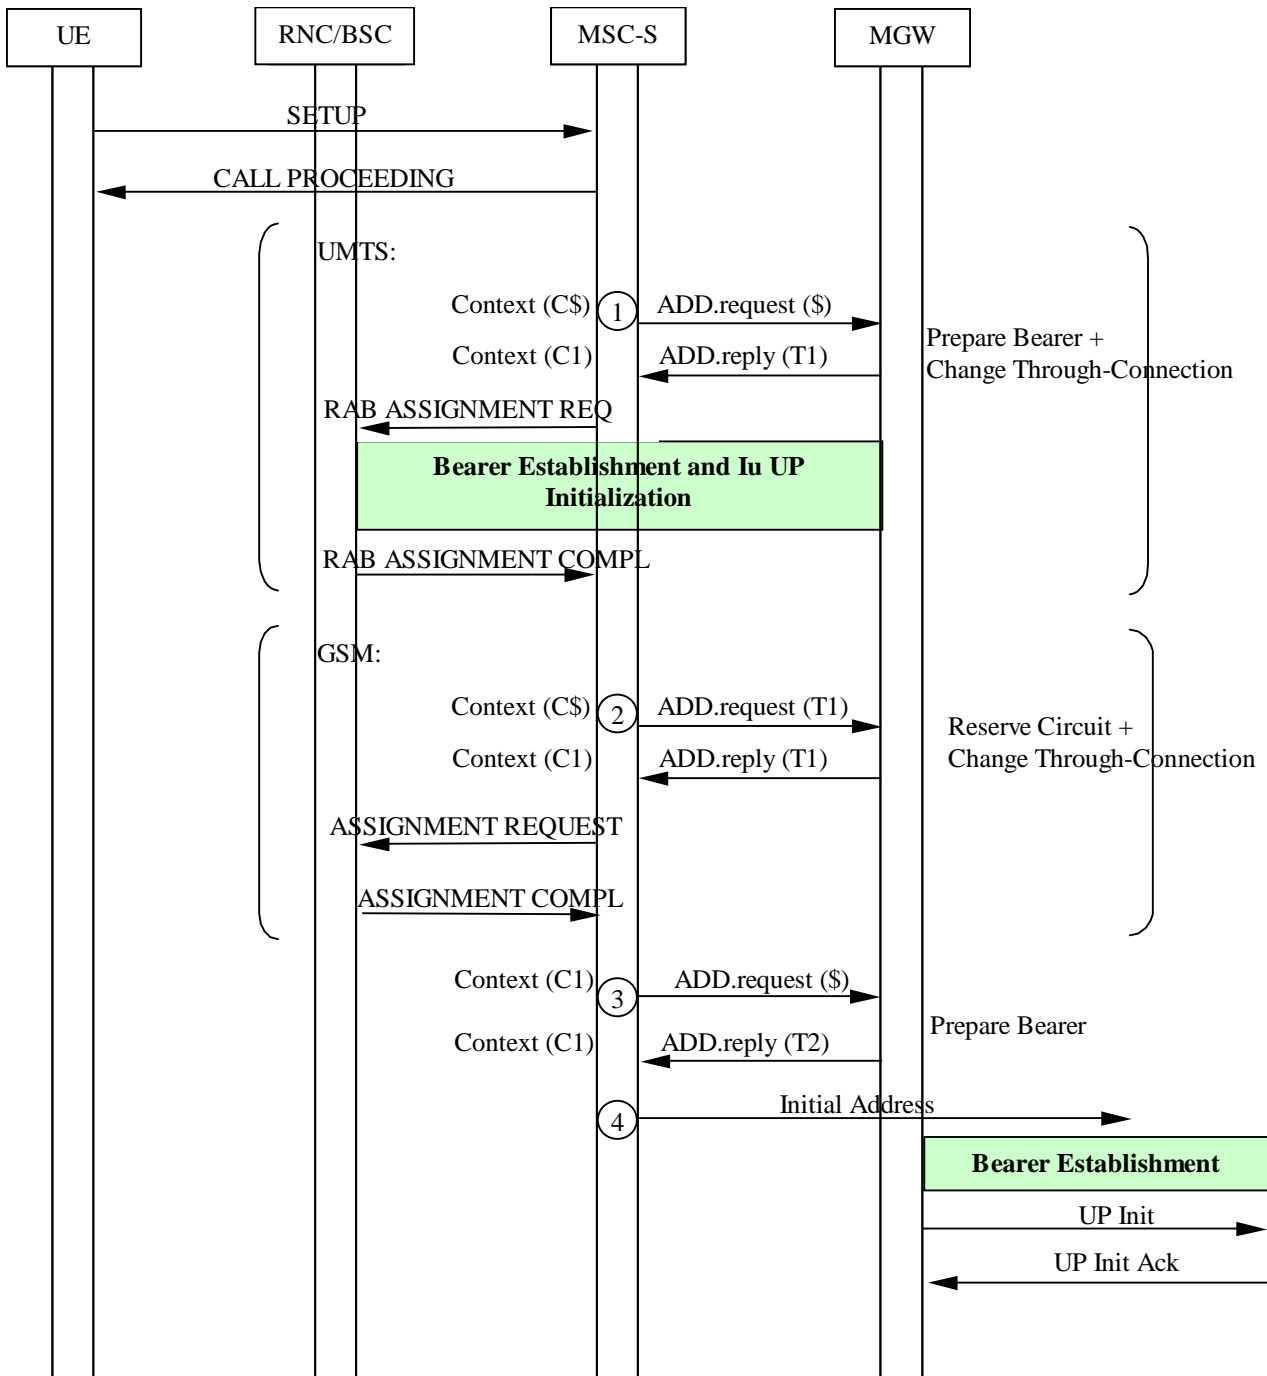 UE
RNC/BSC
MSC-S
MGW
SETUP
CALL PROCEEDING
UMTS:
Context (C$)
1
ADD.request ($)
Context (C1)
ADD.reply (T1)
Prepare Bearer +
Change Through-Connection
RAB ASSIGNMENT REQ
Bearer Establishment and Iu UP
Initialization
RAB ASSIGNMENT COMPL
GSM:
Context (C$)
2
ADD.request (T1)
Context (C1)
ADD.reply (T1)
Reserve Circuit +
Change Through-Connection
ASSIGNMENT REQUEST
ASSIGNMENT COMPL
Context (C1)
3
ADD.request ($)
Prepare Bearer
Context (C1)
ADD.reply (T2)
4
Initial Address
Bearer Establishment
UP Init
UP Init Ack